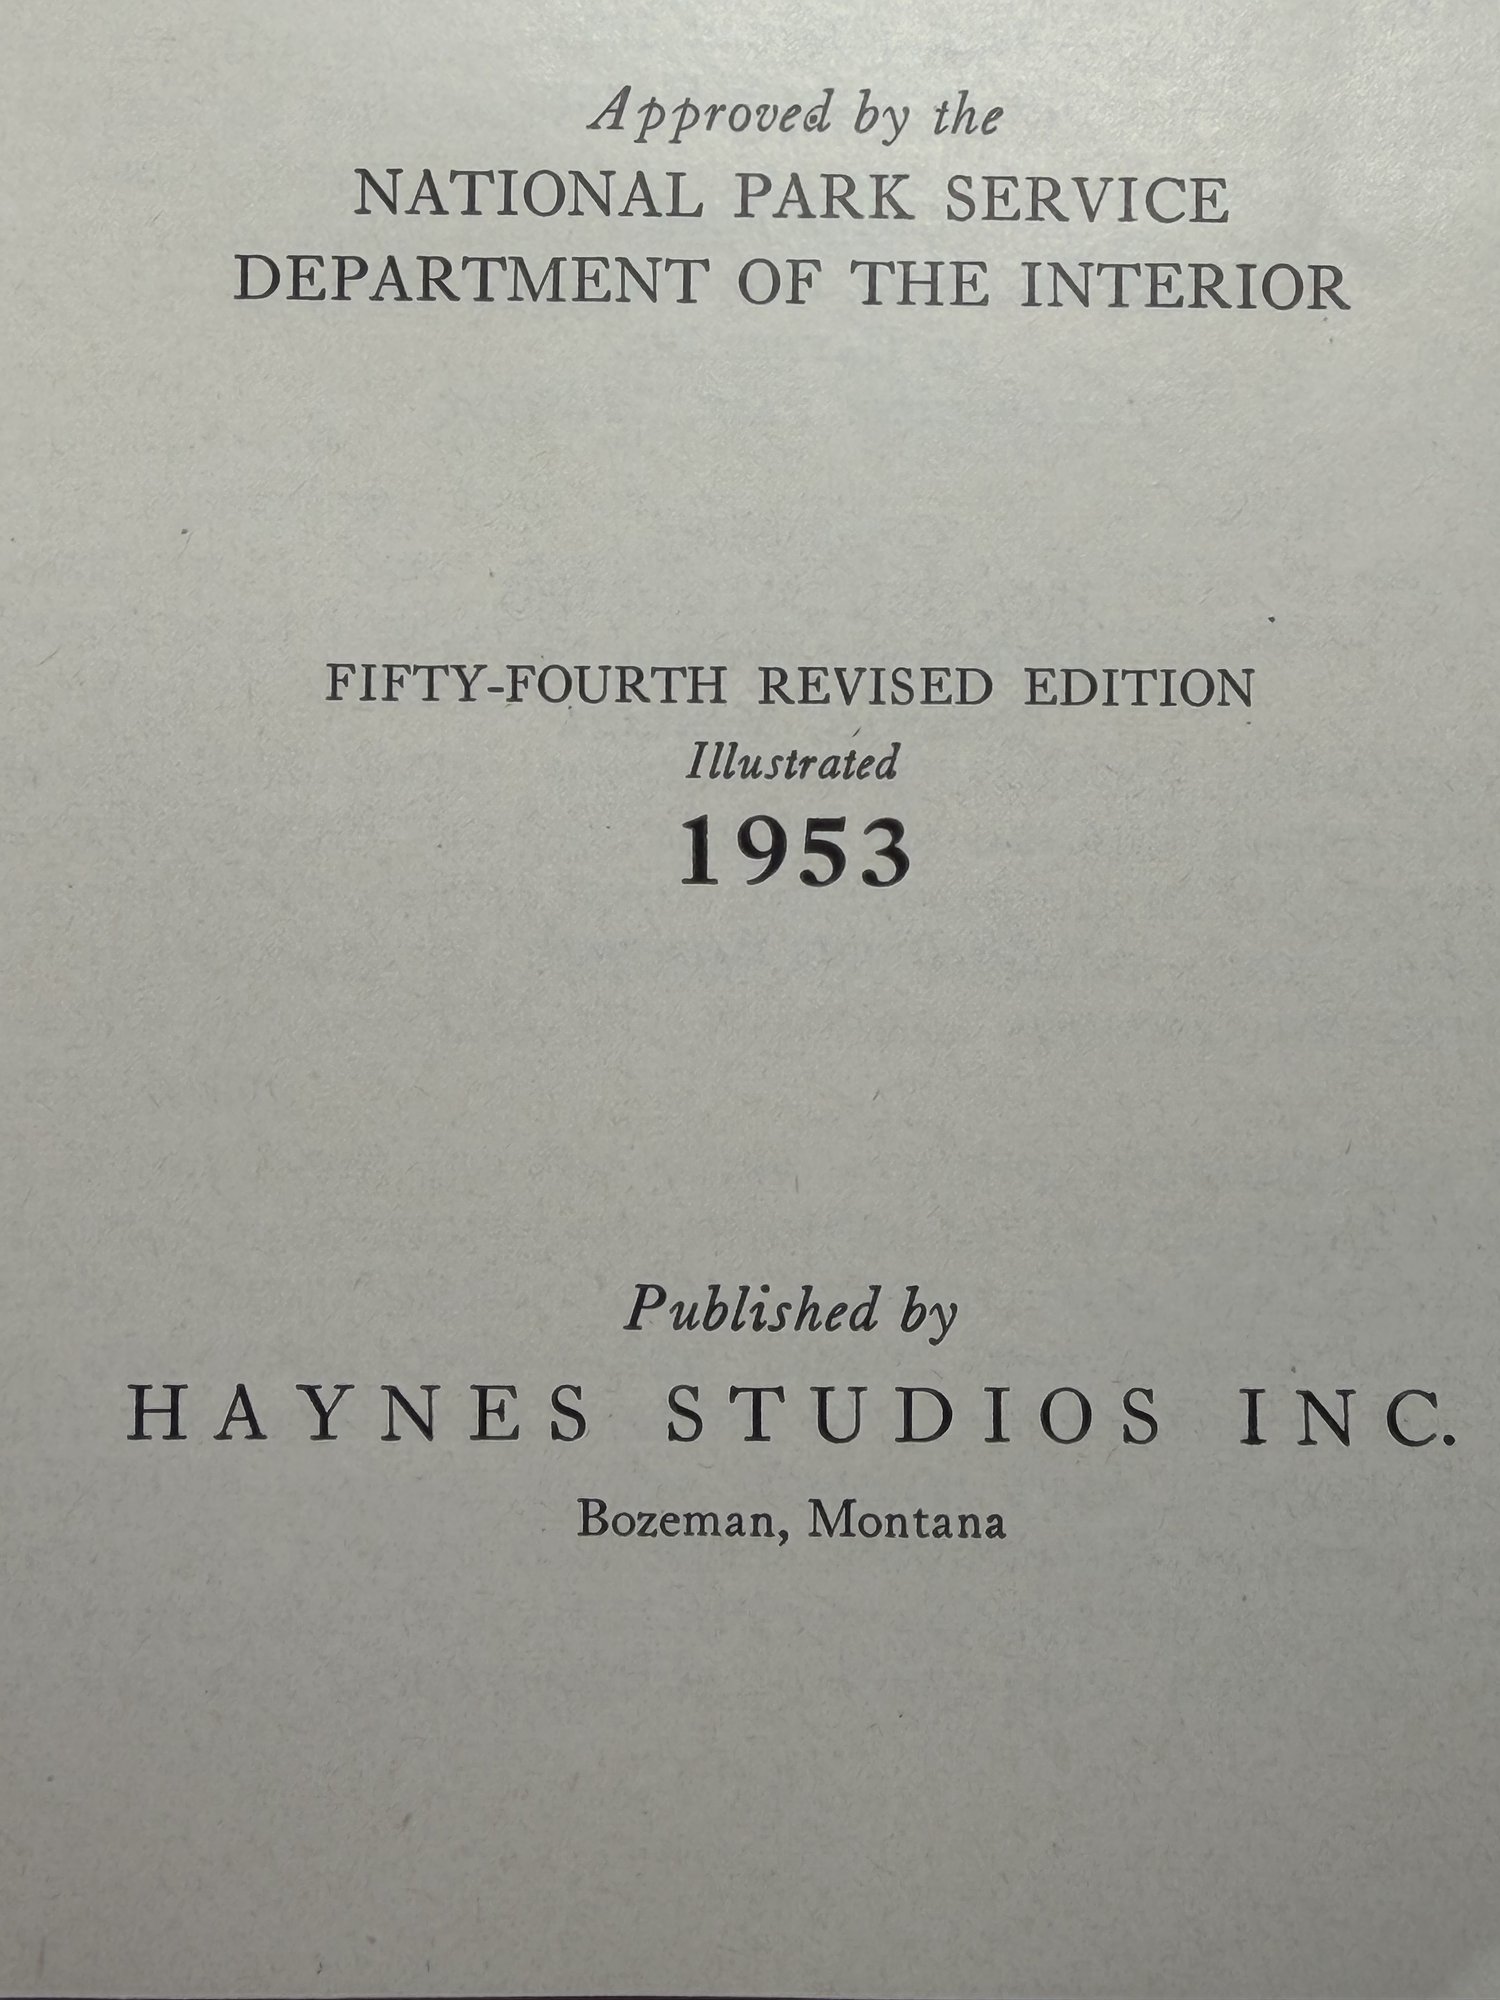 Approved by the
NATIONAL PARK SERVICE
DEPARTMENT OF THE INTERIOR
FIFTY-FOURTH REVISED EDITION
Illustrated
1953
Published by
HAYNES STUDIOS INC.
Bozeman, Montana